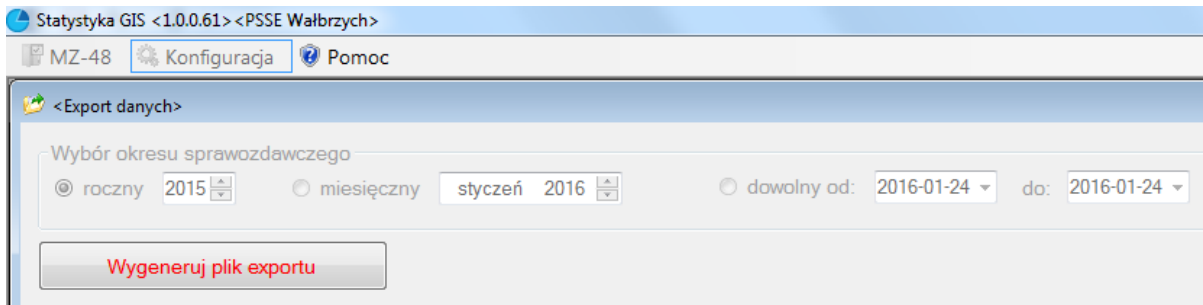 Statystyka GIS <1.0.0.61><PSSE Wałbrzych>
MZ-48 Konfiguracja Pomoc
<Export danych>
Wybór okresu sprawozdawczego
roczny 2015 miesięczny styczeń 2016 dowolny od: 2016-01-24 do: 2016-01-24
Wygeneruj plik exportu